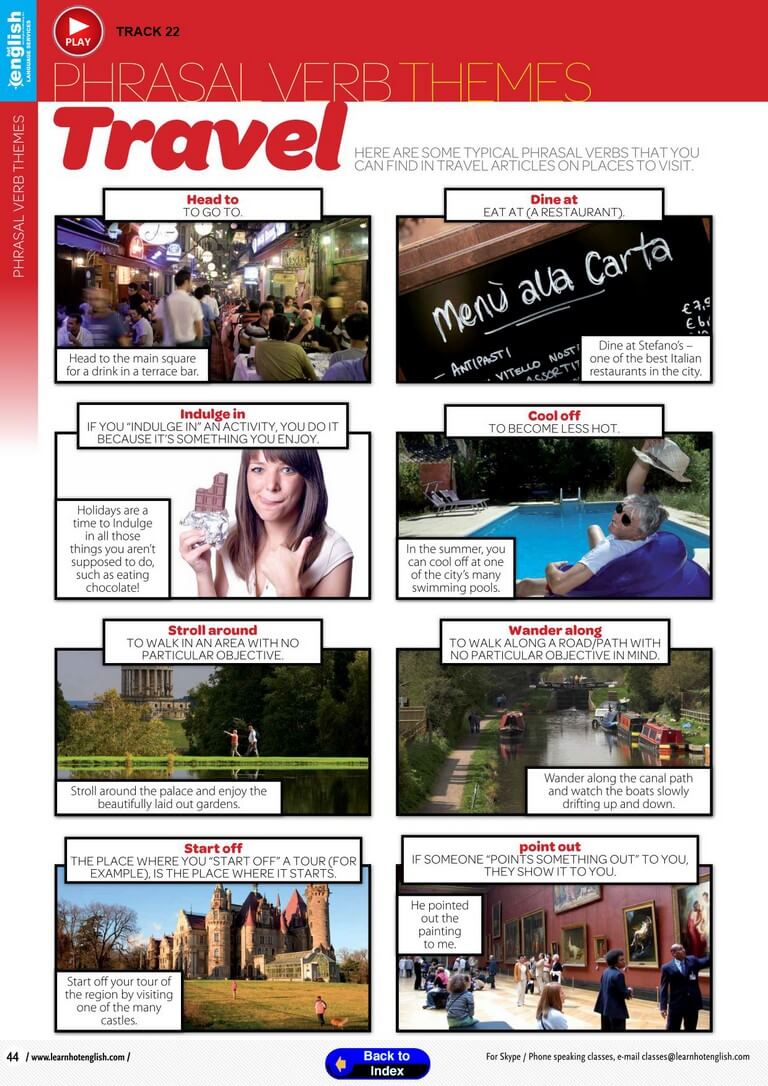 english
LANGUAGE SERVICES
PLAY
TRACK 22
PHRASAL VERB THEMES
PHRASAL VERB THEMES
Travel
HERE ARE SOME TYPICAL PHRASAL VERBS THAT YOU
CAN FIND IN TRAVEL ARTICLES ON PLACES TO VISIT.
Head to
TO GO TO.
Head to the main square
for a drink in a terrace bar.
Dine at
EAT AT (A RESTAURANT).
Menù alla Carta
- ANTIPASTI
VITELLO
Dine at Stefano's –
one of the best Italian
restaurants in the city.
Indulge in
IF YOU "INDULGE IN" AN ACTIVITY, YOU DO IT
BECAUSE IT'S SOMETHING YOU ENJOY.
Holidays are a
time to Indulge
in all those
things you aren't
supposed to do,
such as eating
chocolate!
Cool off
TO BECOME LESS HOT.
In the summer, you
can cool off at one
of the city's many
swimming pools.
Stroll around
TO WALK IN AN AREA WITH NO
PARTICULAR OBJECTIVE.
Stroll around the palace and enjoy the
beautifully laid out gardens.
Wander along
TO WALK ALONG A ROAD/PATH WITH
NO PARTICULAR OBJECTIVE IN MIND.
Wander along the canal path
and watch the boats slowly
drifting up and down.
Start off
THE PLACE WHERE YOU "START OFF" A TOUR (FOR
EXAMPLE), IS THE PLACE WHERE IT STARTS.
Start off your tour of
the region by visiting
one of the many
castles.
point out
IF SOMEONE "POINTS SOMETHING OUT" TO YOU,
THEY SHOW IT TO YOU.
He pointed
out the
painting
to me.
44 / www.learnhotenglish.com /
Back to
Index
For Skype / Phone speaking classes, e-mail classes@learnhotenglish.com